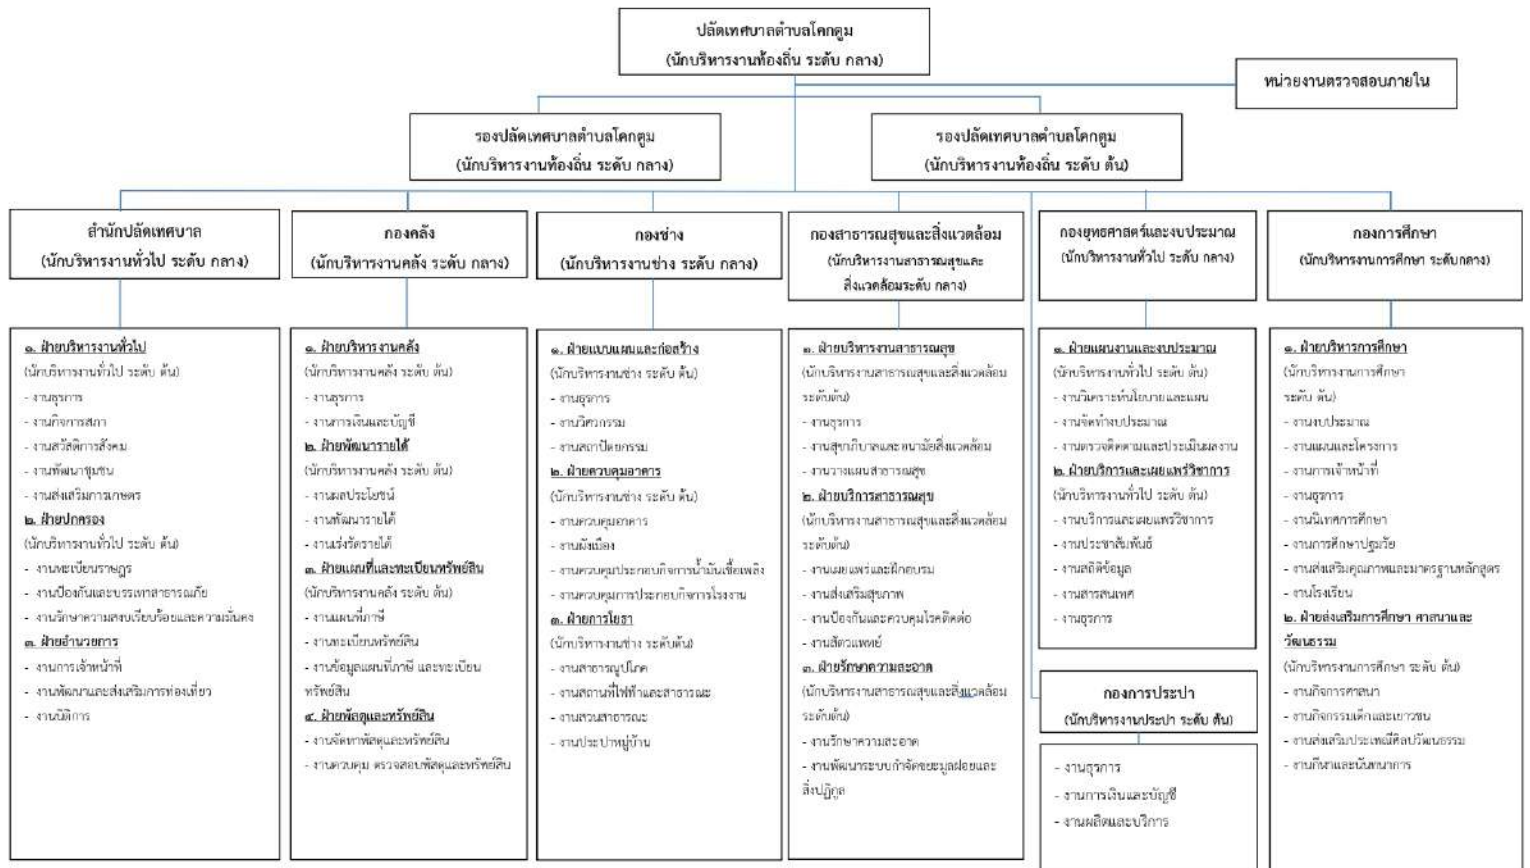 ปลัดเทศบาลตำบลโคกตูม
(นักบริหารงานท้องถิ่น ระดับ กลาง)
หน่วยงานตรวจสอบภายใน
รองปลัดเทศบาลตำบลโคกตูม
(นักบริหารงานท้องถิ่น ระดับ กลาง)
รองปลัดเทศบาลตำบลโคกตูม
(นักบริหารงานท้องถิ่น ระดับ ต้น)
สำนักปลัดเทศบาล
(นักบริหารงานทั่วไป ระดับ กลาง)
กองคลัง
(นักบริหารงานคลัง ระดับ กลาง)
กองช่าง
(นักบริหารงานช่าง ระดับ กลาง)
กองสาธารณสุขและสิ่งแวดล้อม
(นักบริหารงานสาธารณสุขและ
สิ่งแวดล้อมระดับ กลาง)
กองยุทธศาสตร์และงบประมาณ
(นักบริหารงานทั่วไป ระดับ กลาง)
กองการศึกษา
(นักบริหารงานการศึกษา ระดับกลาง)
๑. ฝ่ายบริหารงานทั่วไป
(นักบริหารงานทั่วไป ระดับ ต้น)
- งานธุรการ
- งานกิจการสภา
- งานสวัสดิการสังคม
- งานพัฒนาชุมชน
- งานส่งเสริมการเกษตร
๒. ฝ่ายปกครอง
(นักบริหารงานทั่วไป ระดับ ต้น)
- งานทะเบียนราษฎร
- งานป้องกันและบรรเทาสาธารณภัย
- งานรักษาความสงบเรียบร้อยและความมั่นคง
๓. ฝ่ายอำนวยการ
- งานการเจ้าหน้าที่
- งานพัฒนาและส่งเสริมการท่องเที่ยว
- งานนิติการ
๑. ฝ่ายบริหารงานคลัง
(นักบริหารงานคลัง ระดับ ต้น)
- งานธุรการ
- งานการเงินและบัญชี
๒. ฝ่ายพัฒนารายได้
(นักบริหารงานคลัง ระดับ ต้น)
- งานผลประโยชน์
- งานพัฒนารายได้
- งานเร่งรัดรายได้
๓. ฝ่ายแผนที่และทะเบียนทรัพย์สิน
(นักบริหารงานคลัง ระดับ ต้น)
- งานแผนที่ภาษี
- งานทะเบียนทรัพย์สิน
- งานข้อมูลแผนที่ภาษี และทะเบียน
ทรัพย์สิน
๔. ฝ่ายพัสดุและทรัพย์สิน
- งานจัดหาพัสดุและทรัพย์สิน
- งานควบคุม ตรวจสอบพัสดุและทรัพย์สิน
๑. ฝ่ายแบบแผนและก่อสร้าง
(นักบริหารงานช่าง ระดับ ต้น)
- งานธุรการ
- งานวิศวกรรม
- งานสถาปัตยกรรม
๒. ฝ่ายควบคุมอาคาร
(นักบริหารงานช่าง ระดับ ต้น)
- งานควบคุมอาคาร
- งานผังเมือง
- งานควบคุมประกอบกิจการน้ำมันเชื้อเพลิง
- งานควบคุมการประกอบกิจการโรงงาน
๓. ฝ่ายการโยธา
(นักบริหารงานช่าง ระดับต้น)
- งานสาธารณูปโภค
- งานสถานที่ไฟฟ้าและสาธารณะ
- งานสวนสาธารณะ
- งานประปาหมู่บ้าน
๑. ฝ่ายบริหารงานสาธารณสุข
(นักบริหารงานสาธารณสุขและสิ่งแวดล้อม
ระดับต้น)
- งานธุรการ
- งานสุขาภิบาลและอนามัยสิ่งแวดล้อม
- งานวางแผนสาธารณสุข
๒. ฝ่ายบริการสาธารณสุข
(นักบริหารงานสาธารณสุขและสิ่งแวดล้อม
ระดับต้น)
- งานเผยแพร่และฝึกอบรม
- งานส่งเสริมสุขภาพ
- งานป้องกันและควบคุมโรคติดต่อ
- งานสัตวแพทย์
๓. ฝ่ายรักษาความสะอาด
(นักบริหารงานสาธารณสุขและสิ่งแวดล้อม
ระดับต้น)
- งานรักษาความสะอาด
- งานพัฒนาระบบกำจัดขยะมูลฝอยและ
สิ่งปฏิกูล
๑. ฝ่ายแผนงานและงบประมาณ
(นักบริหารงานทั่วไป ระดับ ต้น)
- งานวิเคราะห์นโยบายและแผน
- งานจัดทำงบประมาณ
- งานตรวจติดตามและประเมินผลงาน
๒. ฝ่ายบริการและเผยแพร่วิชาการ
(นักบริหารงานทั่วไป ระดับ ต้น)
- งานบริการและเผยแพร่วิชาการ
- งานประชาสัมพันธ์
- งานสถิติข้อมูล
- งานสารสนเทศ
- งานธุรการ
กองการประปา
(นักบริหารงานประปา ระดับ ต้น)
- งานธุรการ
- งานการเงินและบัญชี
- งานผลิตและบริการ
๑. ฝ่ายบริหารการศึกษา
(นักบริหารงานการศึกษา
ระดับ ต้น)
- งานงบประมาณ
- งานแผนและโครงการ
- งานการเจ้าหน้าที่
- งานธุรการ
- งานนิเทศการศึกษา
- งานการศึกษาปฐมวัย
- งานส่งเสริมคุณภาพและมาตรฐานหลักสูตร
- งานโรงเรียน
๒. ฝ่ายส่งเสริมการศึกษา ศาสนาและ
วัฒนธรรม
(นักบริหารงานการศึกษา ระดับ ต้น)
- งานกิจการศาสนา
- งานกิจกรรมเด็กและเยาวชน
- งานส่งเสริมประเพณีศิลปวัฒนธรรม
- งานกีฬาและนันทนาการ